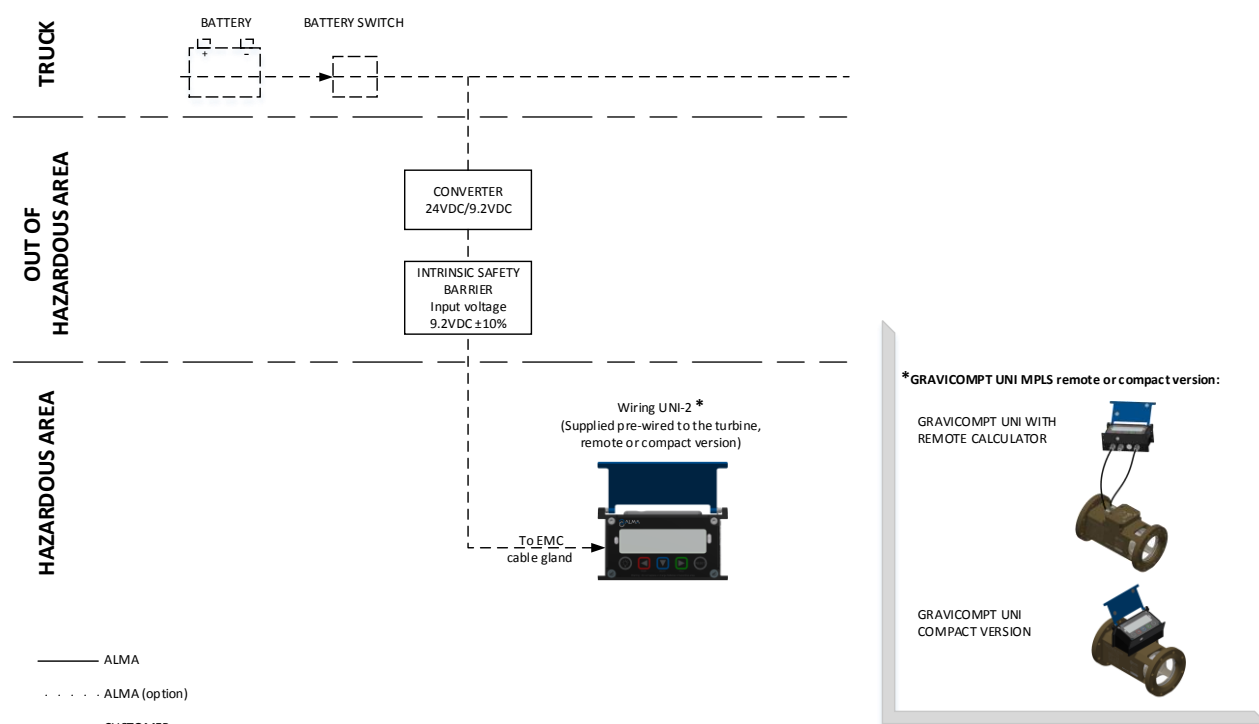 TRUCK
BATTERY
BATTERY SWITCH
+
-
OUT OF
HAZARDOUS AREA
CONVERTER
24VDC/9.2VDC
INTRINSIC SAFETY
BARRIER
Input voltage
9.2VDC ±10%
HAZARDOUS AREA
Wiring UNI-2 *
(Supplied pre-wired to the turbine,
remote or compact version)
ALMA
To EMC
cable gland
*GRAVICOMPT UNI MPLS remote or compact version:
GRAVICOMPT UNI WITH
REMOTE CALCULATOR
GRAVICOMPT UNI
COMPACT VERSION
ALMA
ALMA (option)
CUSTOMER